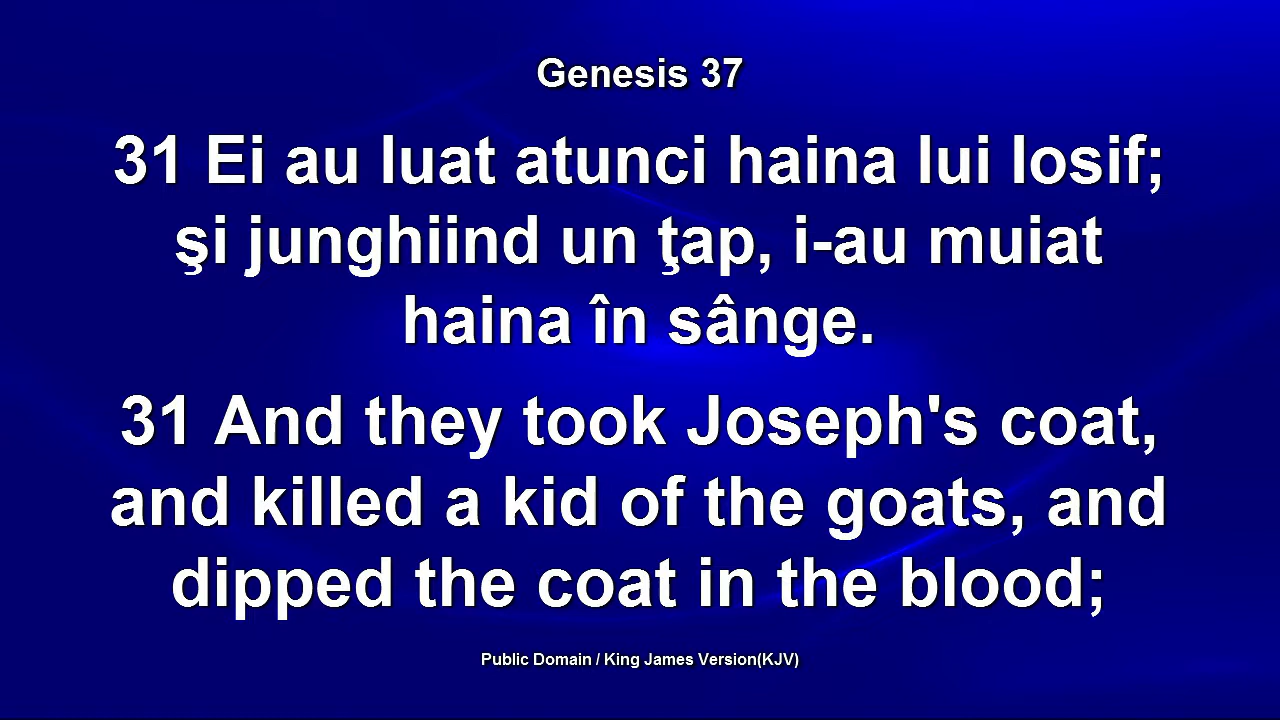 Genesis 37
31 Ei au luat atunci haina lui Iosif;
şi junghiind un ţap, i-au muiat
haina în sânge.
31 And they took Joseph's coat,
and killed a kid of the goats, and
dipped the coat in the blood;
Public Domain / King James Version(KJV)